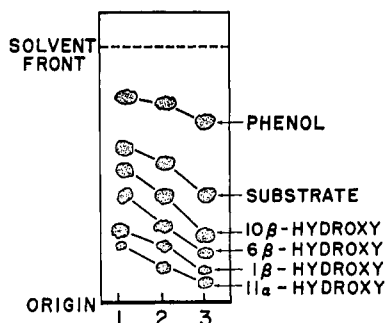 SOLVENT
FRONT
PHENOL
SUBSTRATE
10β-HYDROXY
6β-HYDROXY
1β-HYDROXY
11α-HYDROXY
ORIGIN
1 2 3